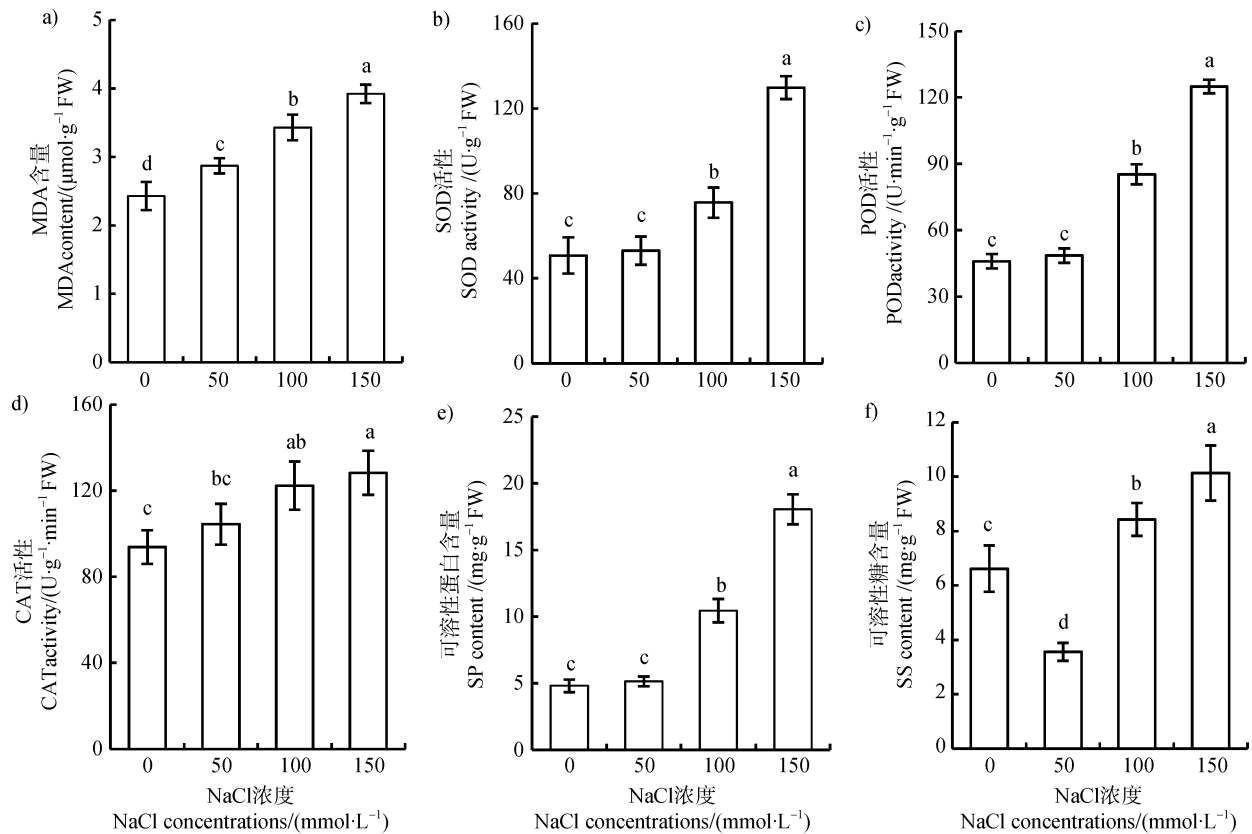 a)
MDA含量
MDAcontent/(μmol·g⁻¹ FW)
5
4
3
2
1
0
d
c
b
a
0 50 100 150
b)
SOD活性
SOD activity /(U·g⁻¹ FW)
160
120
80
40
0
c
c
b
a
0 50 100 150
c)
POD活性
PODactivity /(U·min⁻¹·g⁻¹ FW)
150
120
90
60
30
0
c
c
b
a
0 50 100 150
d)
CAT活性
CATactivity/(U·g⁻¹·min⁻¹ FW)
160
120
80
40
0
c
bc
ab
a
0 50 100 150
NaCl浓度
NaCl concentrations/(mmol·L⁻¹)
e)
可溶性蛋白含量
SP content /(mg·g⁻¹ FW)
25
20
15
10
5
0
c
c
b
a
0 50 100 150
NaCl浓度
NaCl concentrations/(mmol·L⁻¹)
f)
可溶性糖含量
SS content /(mg·g⁻¹ FW)
12
10
8
6
4
2
0
c
d
b
a
0 50 100 150
NaCl浓度
NaCl concentrations/(mmol·L⁻¹)